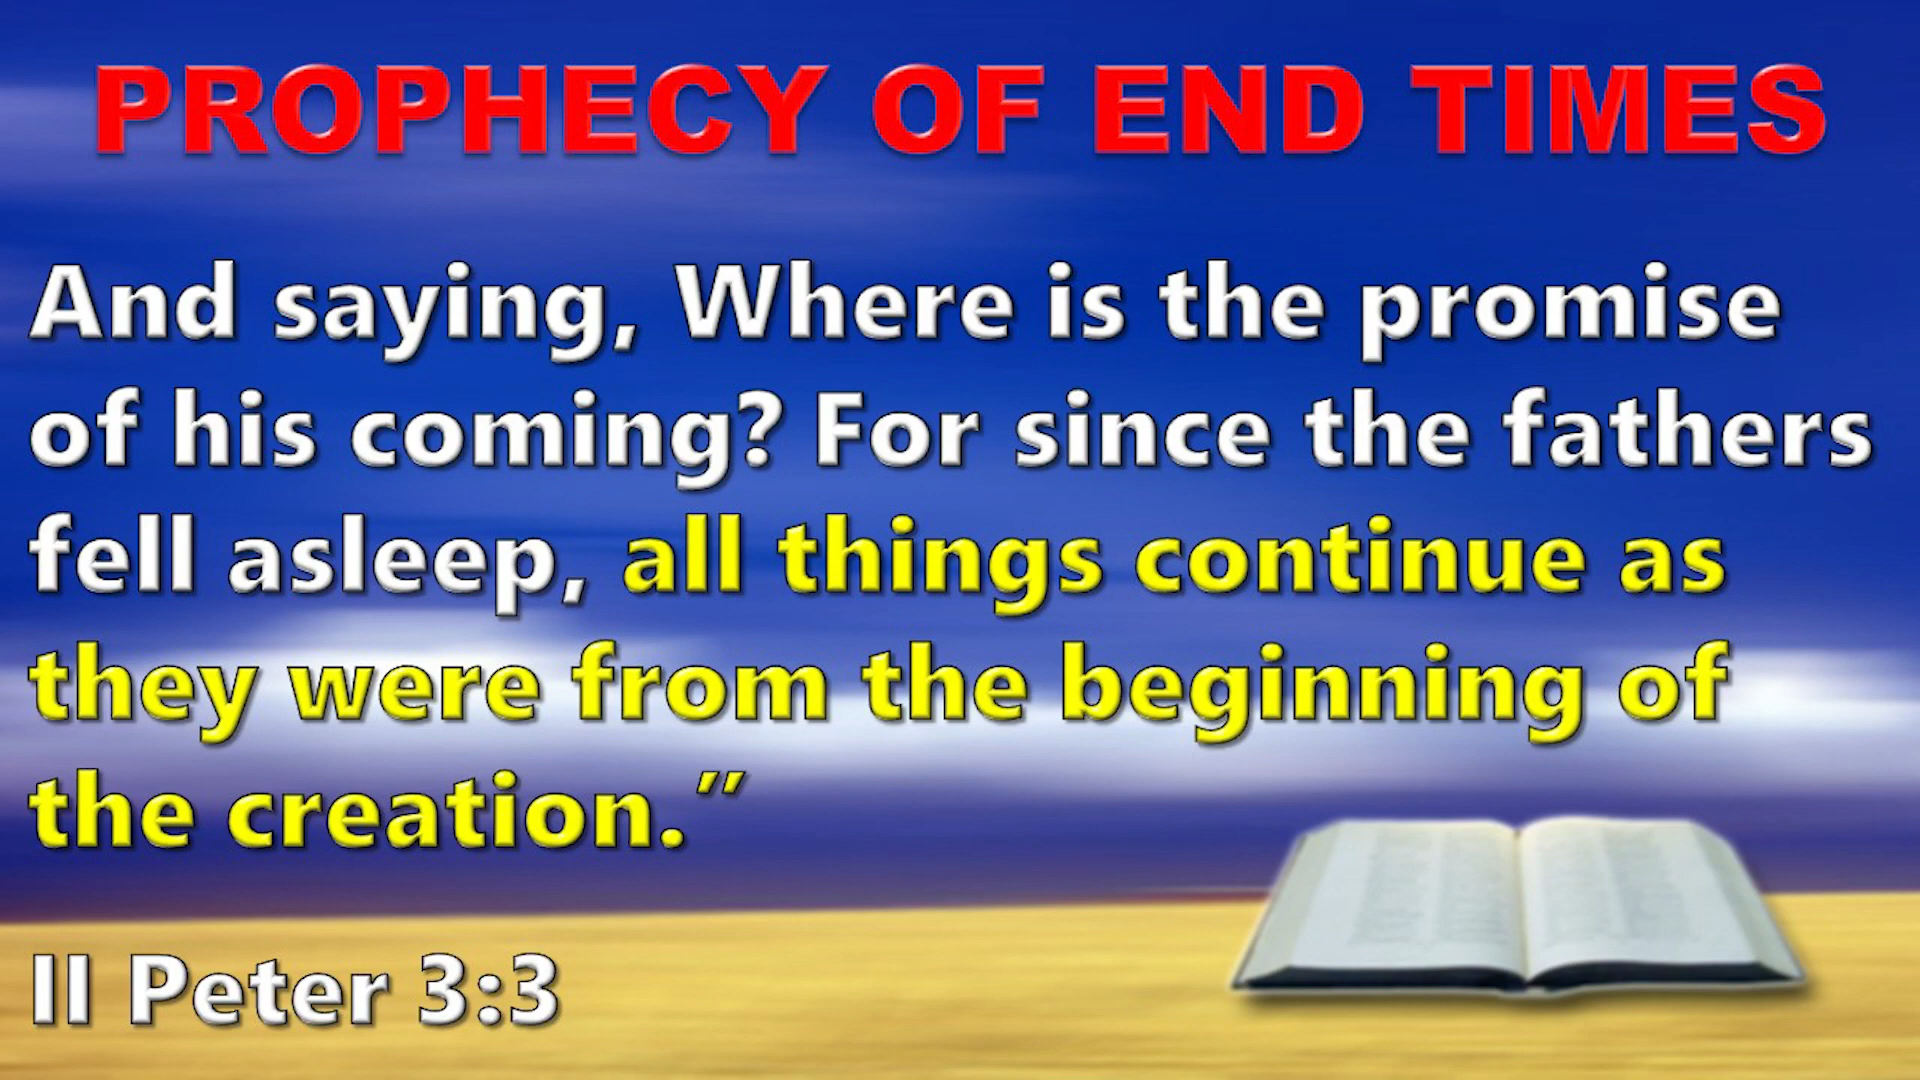 PROPHECY OF END TIMES
And saying, Where is the promise
of his coming? For since the fathers
fell asleep, all things continue as
they were from the beginning of
the creation.”
II Peter 3:3